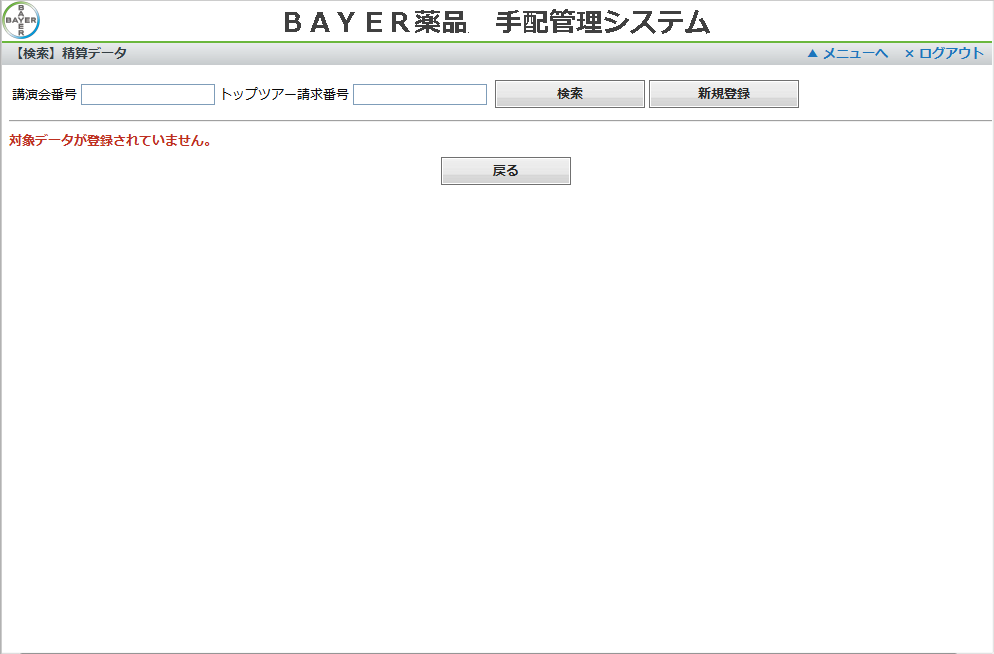 BAYER
BAYER
ＢＡＹＥＲ薬品　手配管理システム
【検索】精算データ
▲ メニューへ × ログアウト
講演会番号 トップツアー請求番号 検索 新規登録
対象データが登録されていません。
戻る